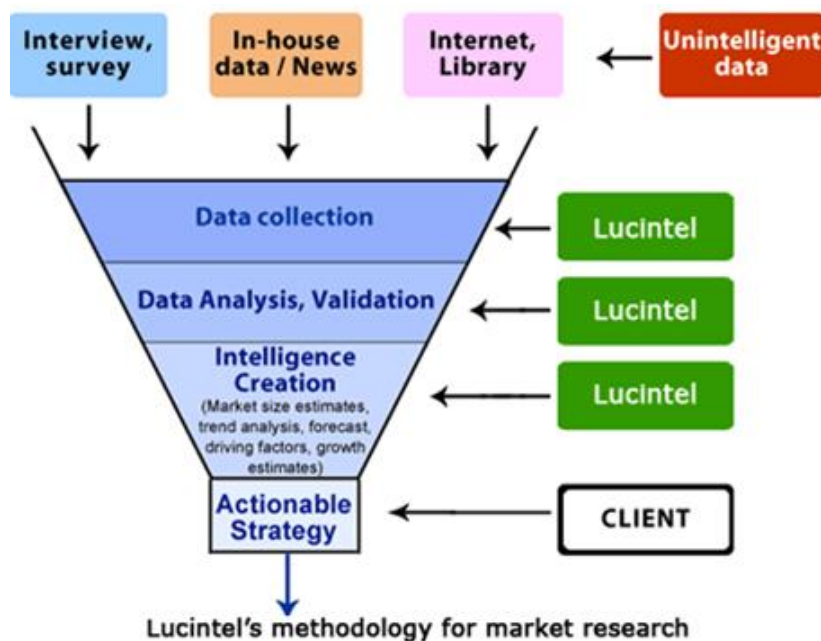 Interview,
survey
In-house
data / News
Internet,
Library
Unintelligent
data
Data collection
Lucintel
Data Analysis, Validation
Lucintel
Intelligence
Creation
(Market size estimates,
trend analysis, forecast,
driving factors, growth
estimates)
Lucintel
Actionable
Strategy
CLIENT
Lucintel's methodology for market research